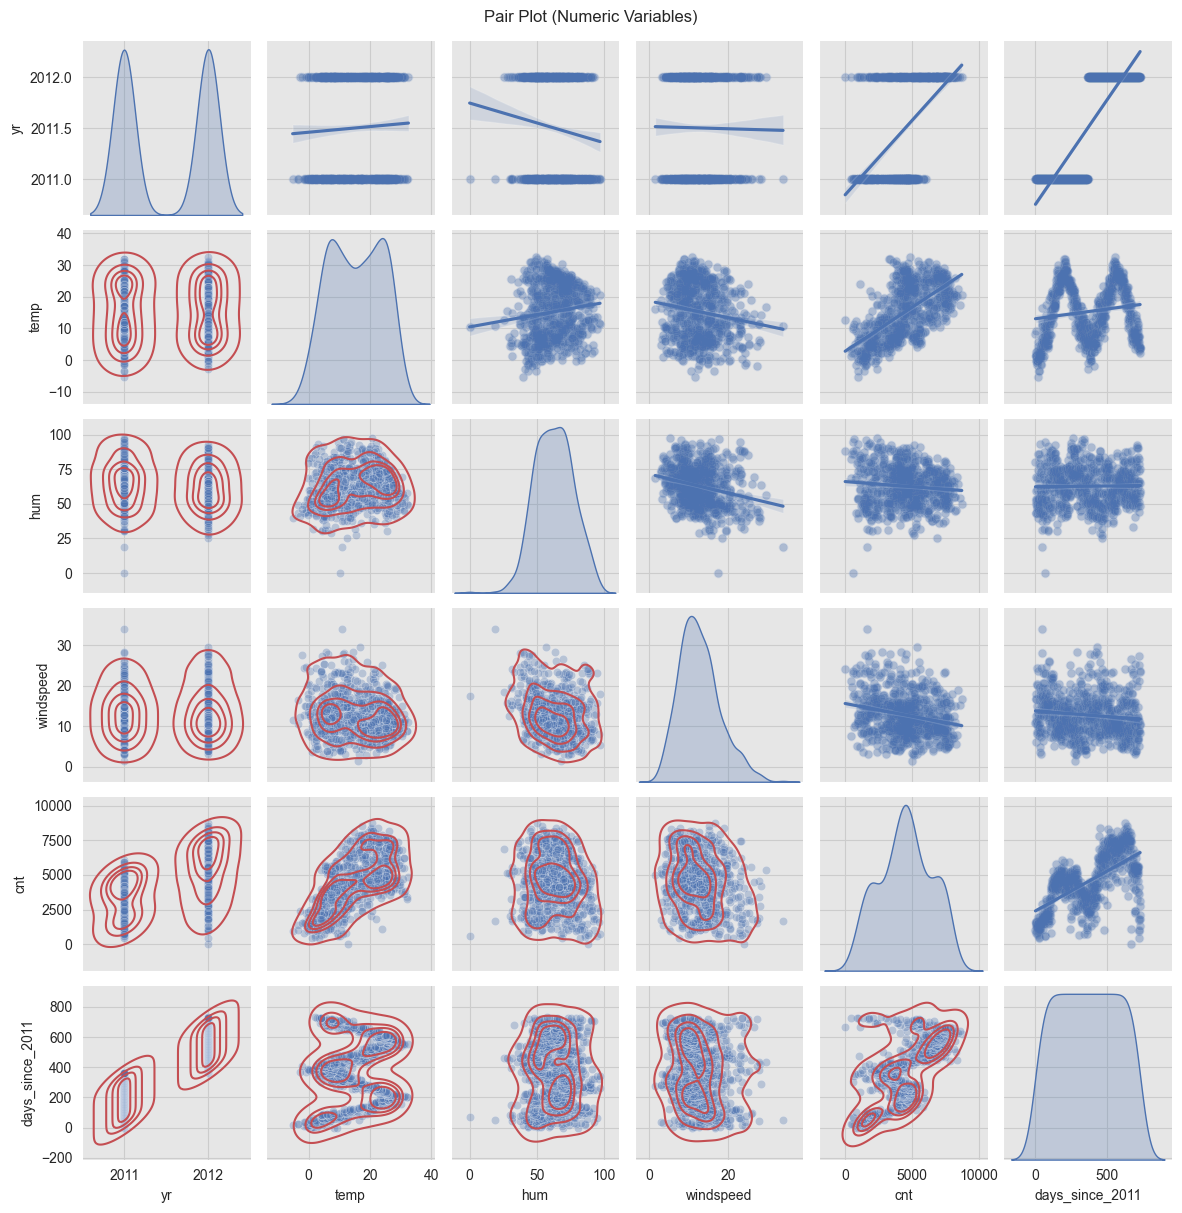 Pair Plot (Numeric Variables)
2012.0
2011.5
2011.0
yr
40
30
20
10
0
−10
temp
100
75
50
25
0
hum
30
20
10
0
windspeed
10000
7500
5000
2500
0
cnt
800
600
400
200
0
−200
days_since_2011
2011 2012
0 20 40
0 50 100
0 20
0 5000 10000
0 500
yr temp hum windspeed cnt days_since_2011